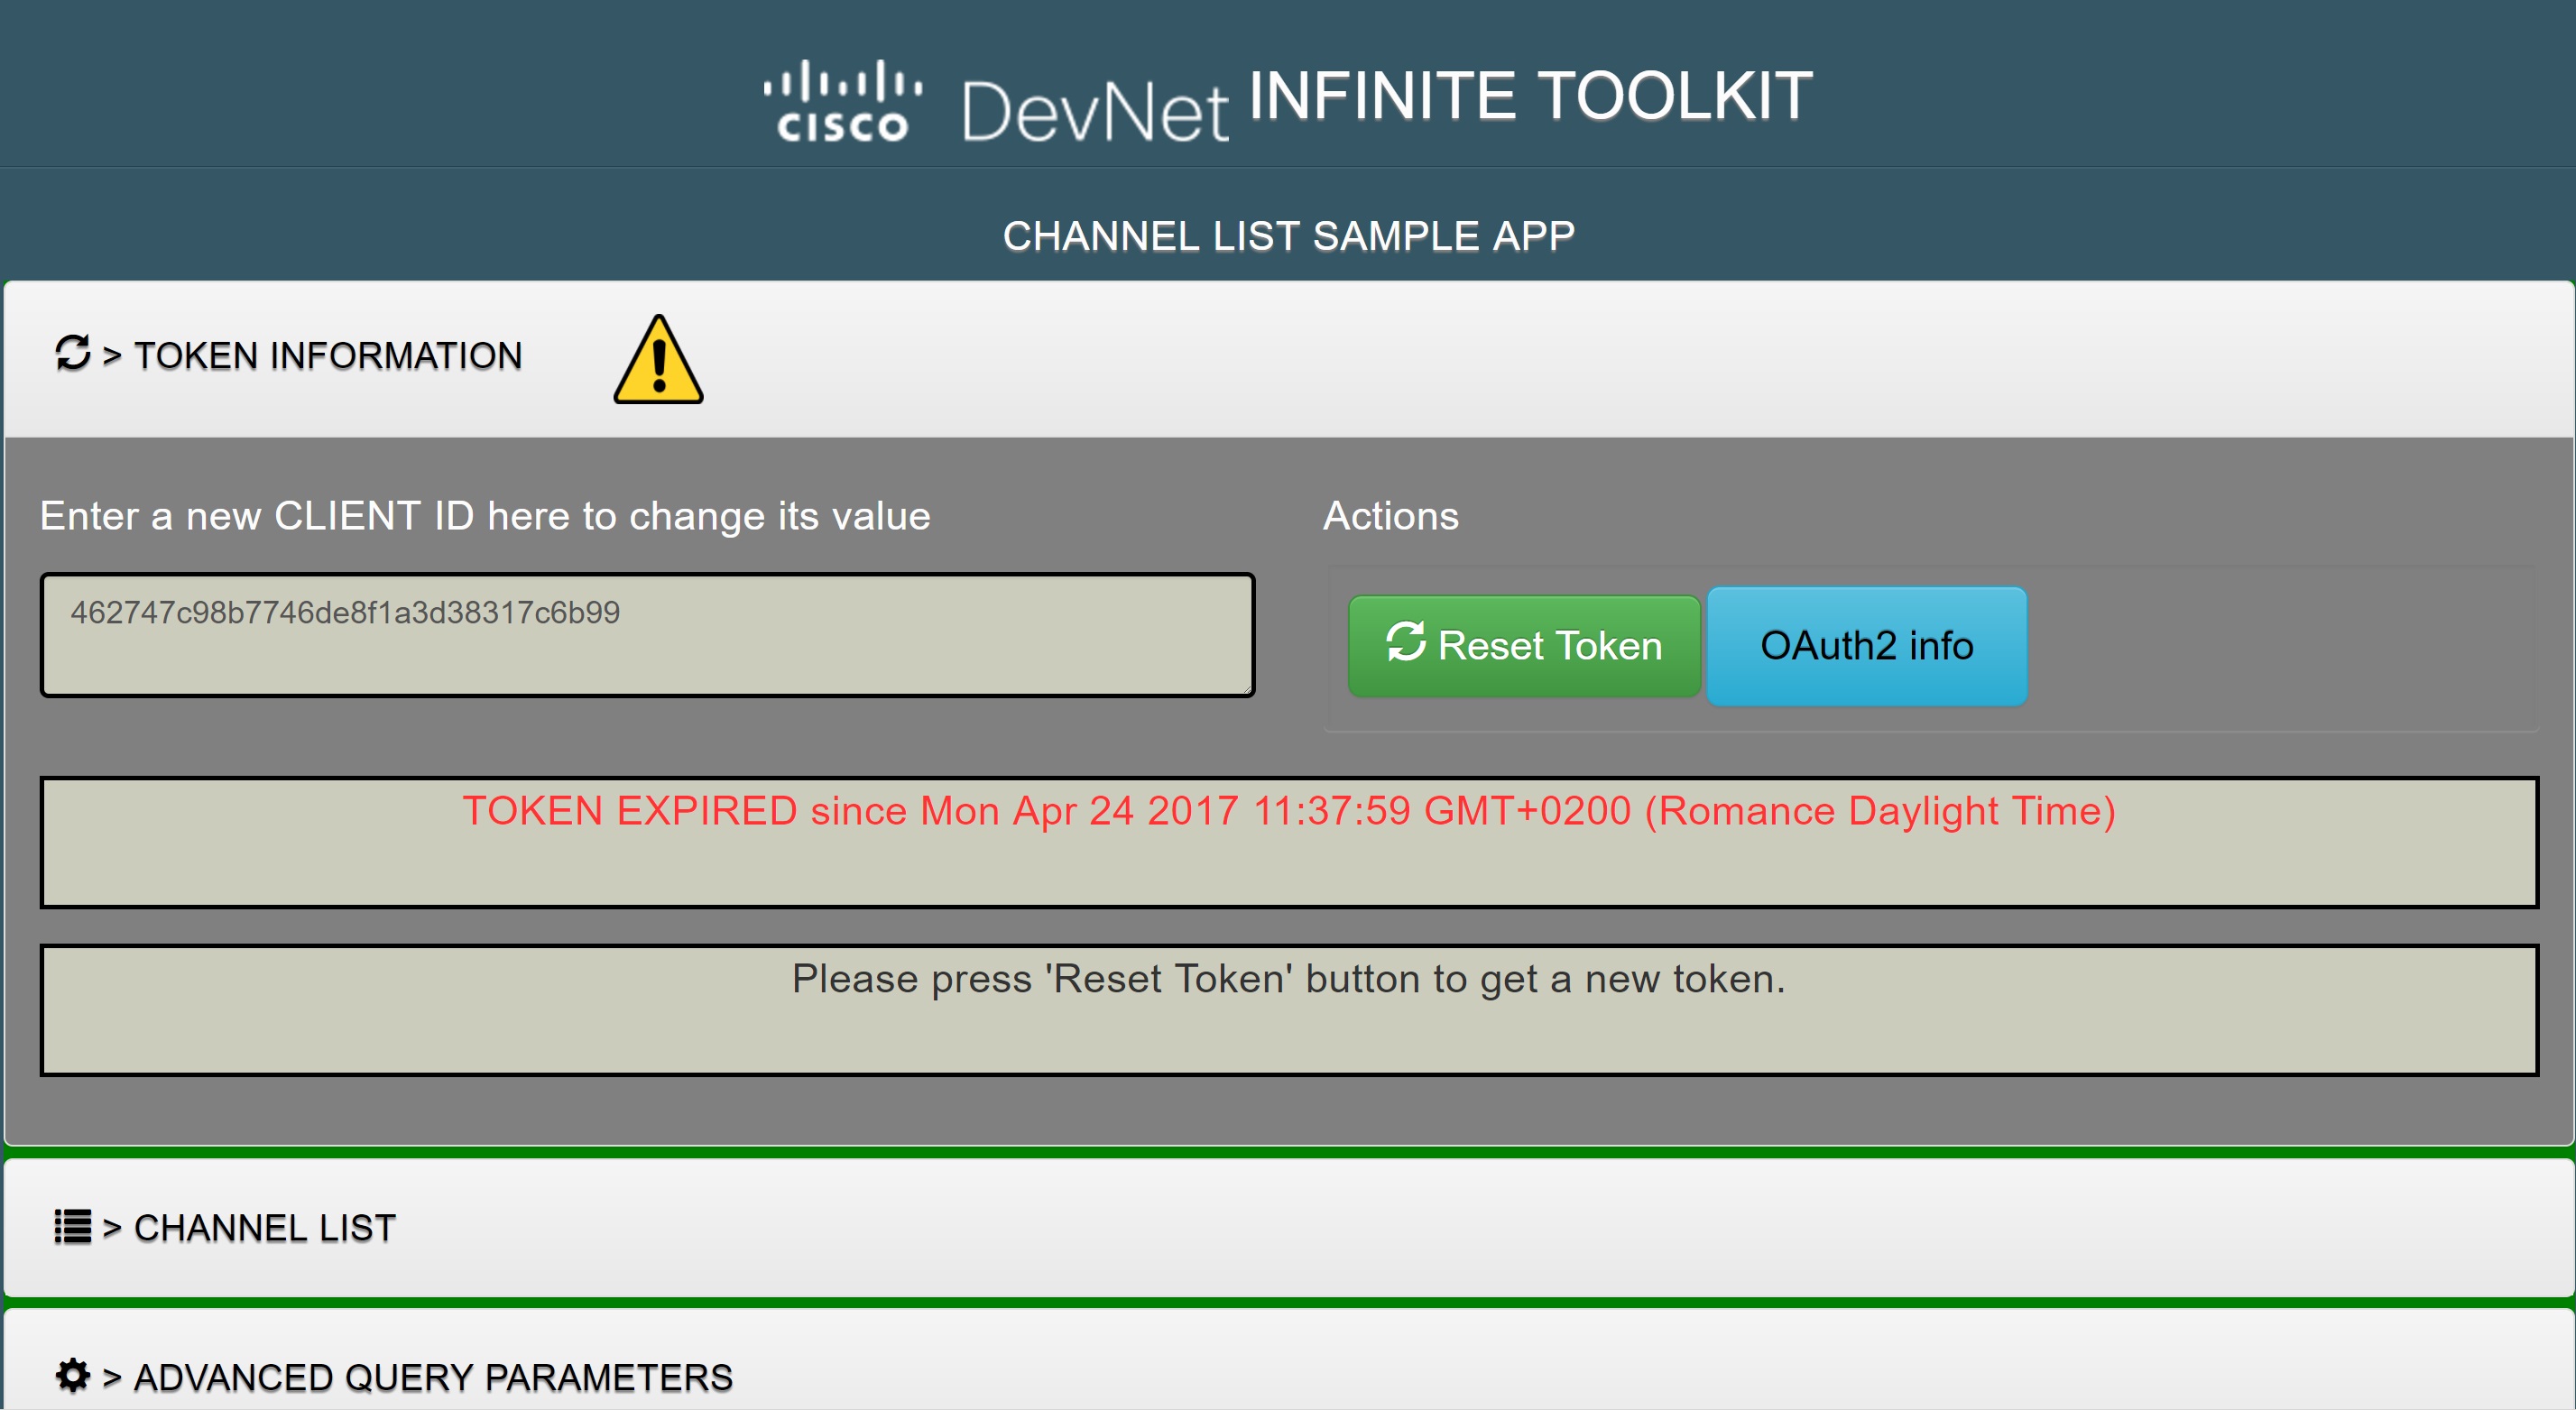 CISCO DevNet INFINITE TOOLKIT
CHANNEL LIST SAMPLE APP
> TOKEN INFORMATION
Enter a new CLIENT ID here to change its value
Actions
462747c98b7746de8f1a3d38317c6b99
Reset Token
OAuth2 info
TOKEN EXPIRED since Mon Apr 24 2017 11:37:59 GMT+0200 (Romance Daylight Time)
Please press 'Reset Token' button to get a new token.
> CHANNEL LIST
> ADVANCED QUERY PARAMETERS